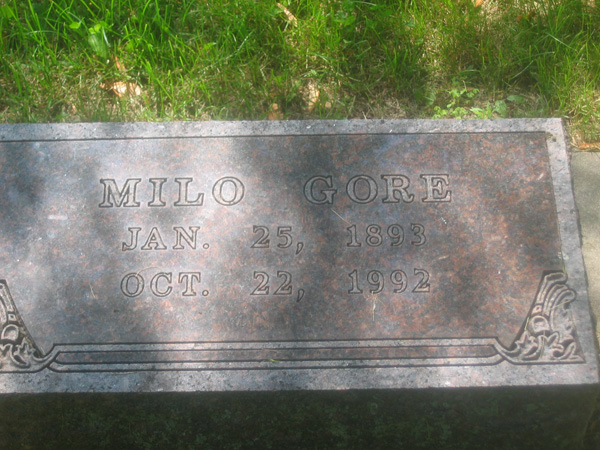 MILO GORE
JAN. 25, 1893
OCT. 22, 1992